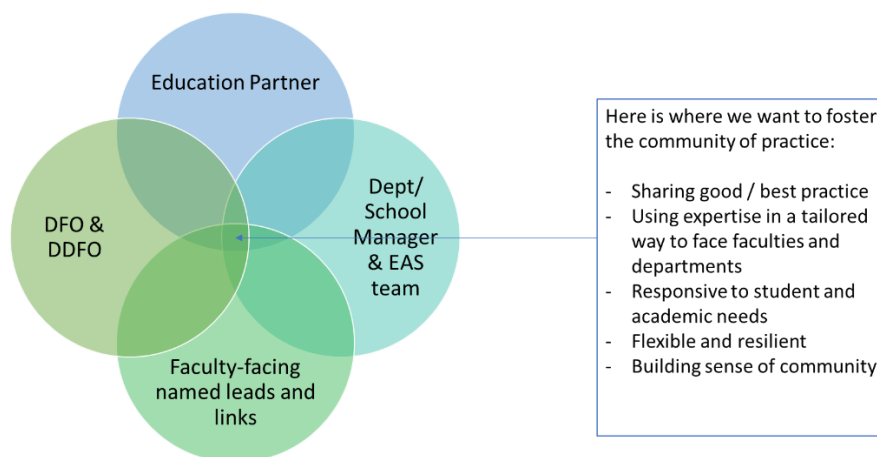 Education Partner
DFO &
DDFO
Dept/
School
Manager
& EAS
team
Faculty-facing
named leads and
links
Here is where we want to foster
the community of practice:
- Sharing good / best practice
- Using expertise in a tailored
way to face faculties and
departments
- Responsive to student and
academic needs
- Flexible and resilient
- Building sense of community